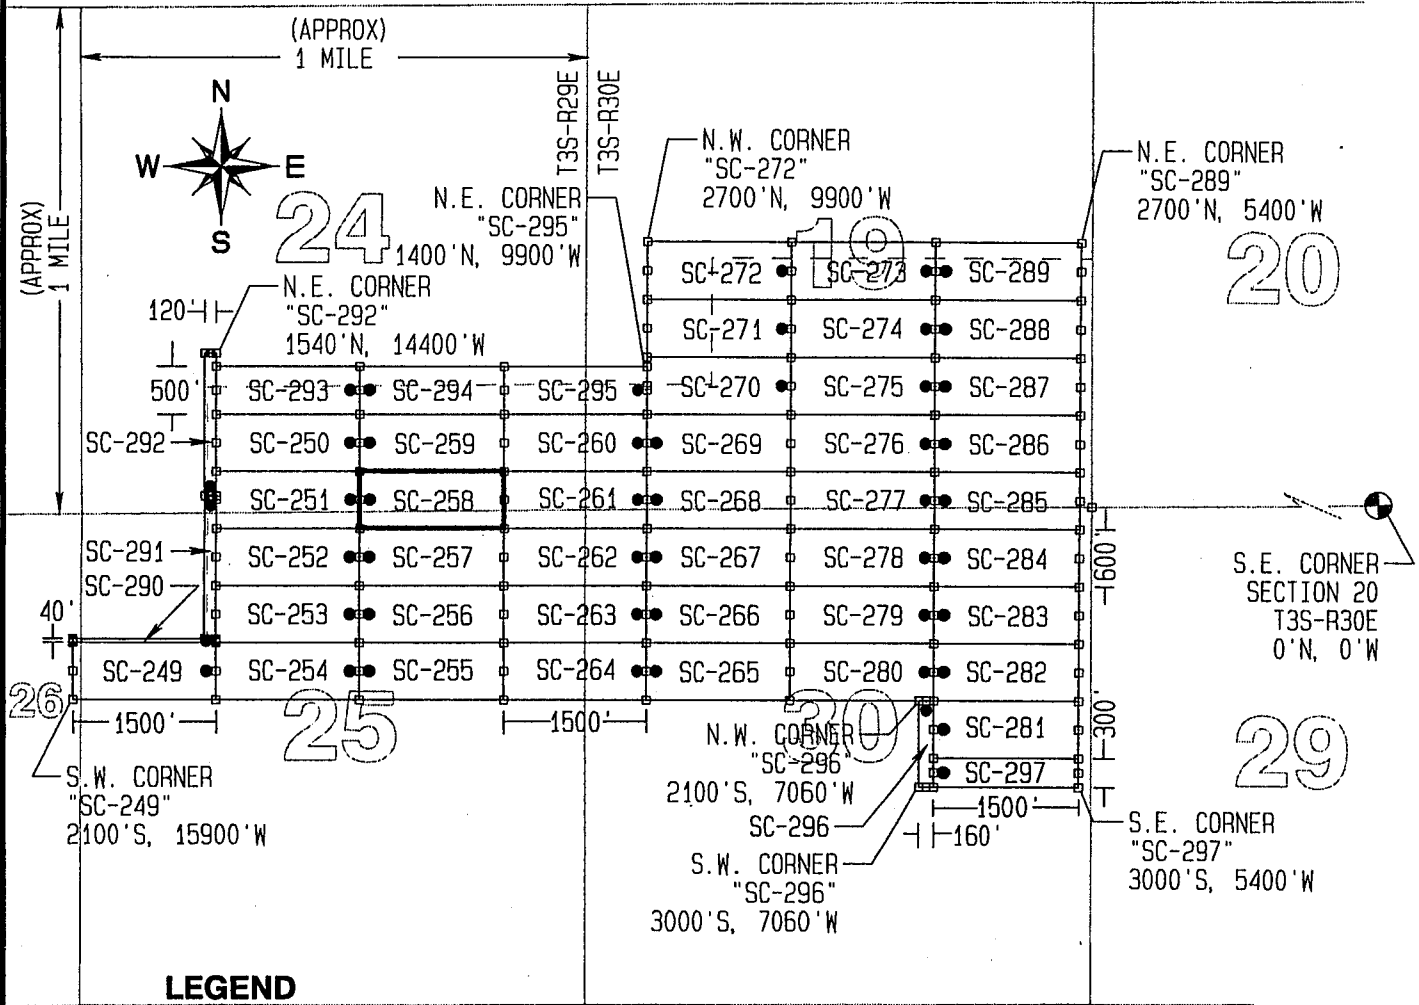 (APPROX)
1 MILE
T3S-R29E
T3S-R30E
N
W E
S
(APPROX)
1 MILE
24
19
20
N.W. CORNER
"SC-272"
2700'N, 9900'W
N.E. CORNER
"SC-289"
2700'N, 5400'W
N.E. CORNER
"SC-295"
1400'N, 9900'W
N.E. CORNER
"SC-292"
1540'N, 14400'W
120'
500'
SC-272 SC-273 SC-289
SC-271 SC-274 SC-288
SC-293 SC-294 SC-295 SC-270 SC-275 SC-287
SC-292 SC-250 SC-259 SC-260 SC-269 SC-276 SC-286
SC-251 SC-258 SC-261 SC-268 SC-277 SC-285
SC-291 SC-252 SC-257 SC-262 SC-267 SC-278 SC-284
600'
SC-290
SC-253 SC-256 SC-263 SC-266 SC-279 SC-283
40'
SC-249 SC-254 SC-255 SC-264 SC-265 SC-280 SC-282
S.E. CORNER
SECTION 20
T3S-R30E
0'N, 0'W
26
25
30
29
1500'
1500'
SC-281
300'
SC-297
N.W. CORNER
"SC-296"
2100'S, 7060'W
SC-296
1500'
160'
S.W. CORNER
"SC-249"
2100'S, 15900'W
S.W. CORNER
"SC-296"
3000'S, 7060'W
S.E. CORNER
"SC-297"
3000'S, 5400'W
LEGEND